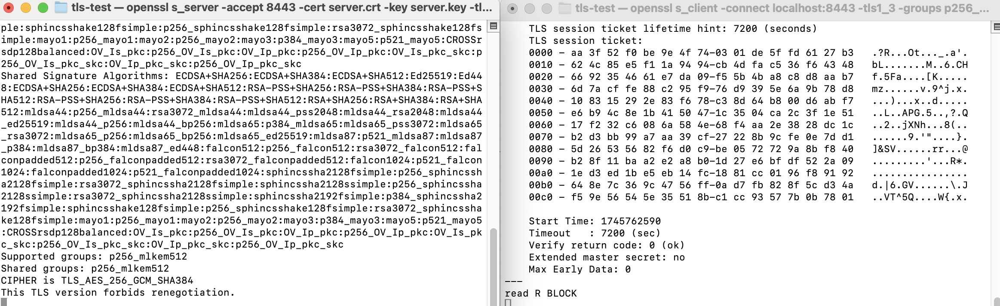 tls-test — openssl s_server -accept 8443 -cert server.crt -key server.key -tl...
ple:sphincsshake128fsimple:p256_sphincsshake128fsimple:rsa3072_sphincsshake128fs
imple:mayo1:p256_mayo1:mayo2:p256_mayo2:mayo3:p384_mayo3:mayo5:p521_mayo5:CROSSr
sdp128balanced:OV_Is_pkc:p256_OV_Is_pkc:OV_Ip_pkc:p256_OV_Ip_pkc:OV_Is_pkc_skc:p
256_OV_Is_pkc_skc:OV_Ip_pkc_skc:p256_OV_Ip_pkc_skc
Shared Signature Algorithms: ECDSA+SHA256:ECDSA+SHA384:ECDSA+SHA512:Ed25519:Ed44
8:ECDSA+SHA256:ECDSA+SHA384:ECDSA+SHA512:RSA-PSS+SHA256:RSA-PSS+SHA384:RSA-PSS+S
HA512:RSA-PSS+SHA256:RSA-PSS+SHA384:RSA-PSS+SHA512:RSA+SHA256:RSA+SHA384:RSA+SHA
512:mldsa44:p256_mldsa44:rsa3072_mldsa44:mldsa44_pss2048:mldsa44_rsa2048:mldsa44
_ed25519:mldsa44_p256:mldsa44_bp256:mldsa65:p384_mldsa65:mldsa65_pss3072:mldsa65
_rsa3072:mldsa65_p256:mldsa65_bp256:mldsa65_ed25519:mldsa87:p521_mldsa87:mldsa87
_p384:mldsa87_bp384:mldsa87_ed448:falcon512:p256_falcon512:rsa3072_falcon512:fal
conpadded512:p256_falconpadded512:rsa3072_falconpadded512:falcon1024:p521_falcon
1024:falconpadded1024:p521_falconpadded1024:sphincssha2128fsimple:p256_sphincssh
a2128fsimple:rsa3072_sphincssha2128fsimple:sphincssha2128ssimple:p256_sphincssha
2128ssimple:rsa3072_sphincssha2128ssimple:sphincssha2192fsimple:p384_sphincssha2
192fsimple:sphincsshake128fsimple:p256_sphincsshake128fsimple:rsa3072_sphincssha
ke128fsimple:mayo1:p256_mayo1:mayo2:p256_mayo2:mayo3:p384_mayo3:mayo5:p521_mayo5
:CROSSrsdp128balanced:OV_Is_pkc:p256_OV_Is_pkc:OV_Ip_pkc:p256_OV_Ip_pkc:OV_Is_pk
c_skc:p256_OV_Is_pkc_skc:OV_Ip_pkc_skc:p256_OV_Ip_pkc_skc
Supported groups: p256_mlkem512
Shared groups: p256_mlkem512
CIPHER is TLS_AES_256_GCM_SHA384
This TLS version forbids renegotiation.
tls-test — openssl s_client -connect localhost:8443 -tls1_3 -groups p256_...
TLS session ticket lifetime hint: 7200 (seconds)
TLS session ticket:
0000 - aa 3f 52 f0 be 9e 4f 74-03 01 de 5f fd 61 27 b3   .?R...Ot..._.a'.
0010 - 62 4c 85 e5 f1 1a 94 94-cb 4d fa c5 36 f6 43 48   bL.......M..6.CH
0020 - 66 92 35 46 61 e7 da 09-f5 5b 4b a8 c8 d8 aa b7   f.5Fa....[K.....
0030 - 6d 7a cf fe 88 c2 95 f9-76 d9 39 5e 6a 9b 78 d8   mz......v.9^j.x.
0040 - 10 83 15 29 2e 83 f6 78-c3 8d 64 b8 00 d6 ab f7   ...)...x..d.....
0050 - e6 b9 4c 8e 1b 41 50 47-1c 35 04 ca 2c 3f 1e 51   ..L..APG.5..,?.Q
0060 - 17 f2 32 c6 08 6a 58 4e-68 f4 aa 2e 38 28 dc 1c   ..2..jXNh...8(..
0070 - b2 d3 bb 99 a7 aa 39 cf-27 22 8b 9c fe 0e 7d d1   ......9.'"....}.
0080 - 5d 26 53 56 82 f6 d0 c9-be 05 72 72 9a 8b f8 40   ]&SV......rr...@
0090 - b2 8f 11 ba a2 e2 a8 b0-1d 27 e6 bf df 52 2a 09   .........'...R*.
00a0 - 1e d3 ed 1b e5 eb 14 fc-18 81 cc 01 96 f8 91 92   ................
00b0 - 64 8e 7c 36 9c 47 56 ff-0a d7 fb 82 8f 5c d3 4a   d.|6.GV......\.J
00c0 - f5 9e 56 54 5e 35 51 8b-c1 cc 93 57 7b 0b 78 01   ..VT^5Q....W{.x.
Start Time: 1745762590
Timeout   : 7200 (sec)
Verify return code: 0 (ok)
Extended master secret: no
Max Early Data: 0
---
read R BLOCK